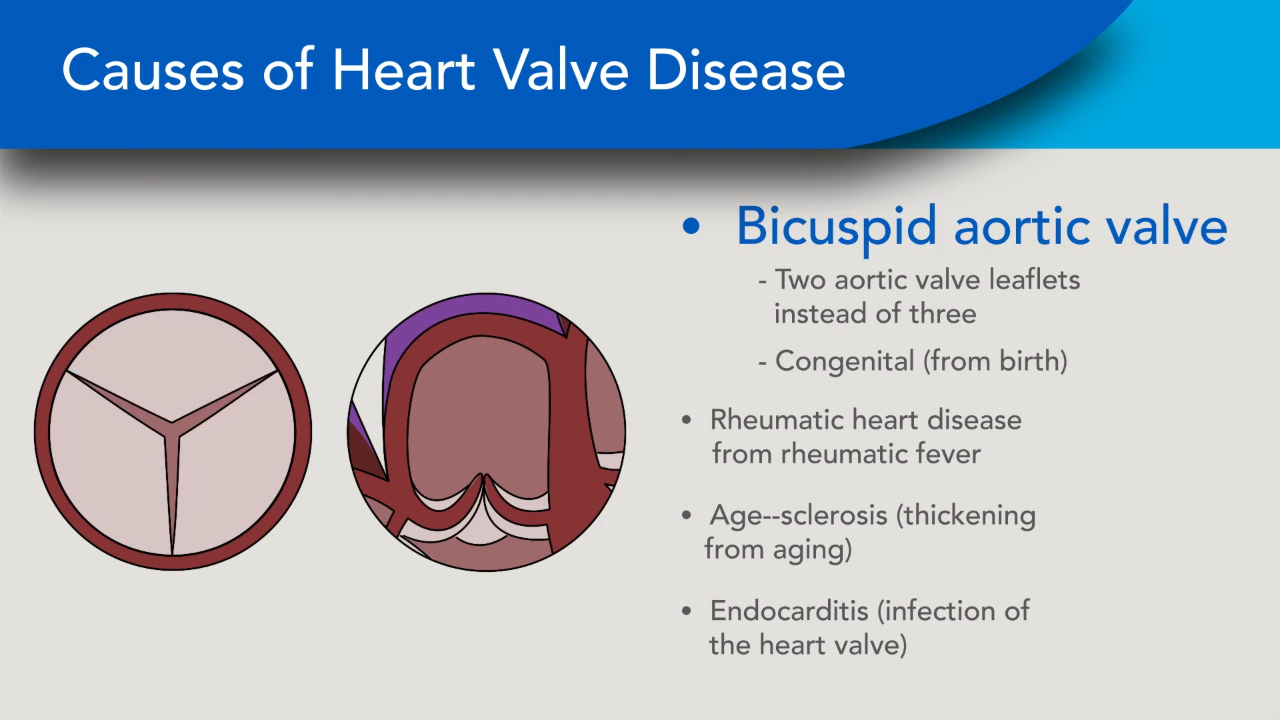 Causes of Heart Valve Disease
• Bicuspid aortic valve
- Two aortic valve leaflets
instead of three
- Congenital (from birth)
• Rheumatic heart disease
from rheumatic fever
• Age--sclerosis (thickening
from aging)
• Endocarditis (infection of
the heart valve)